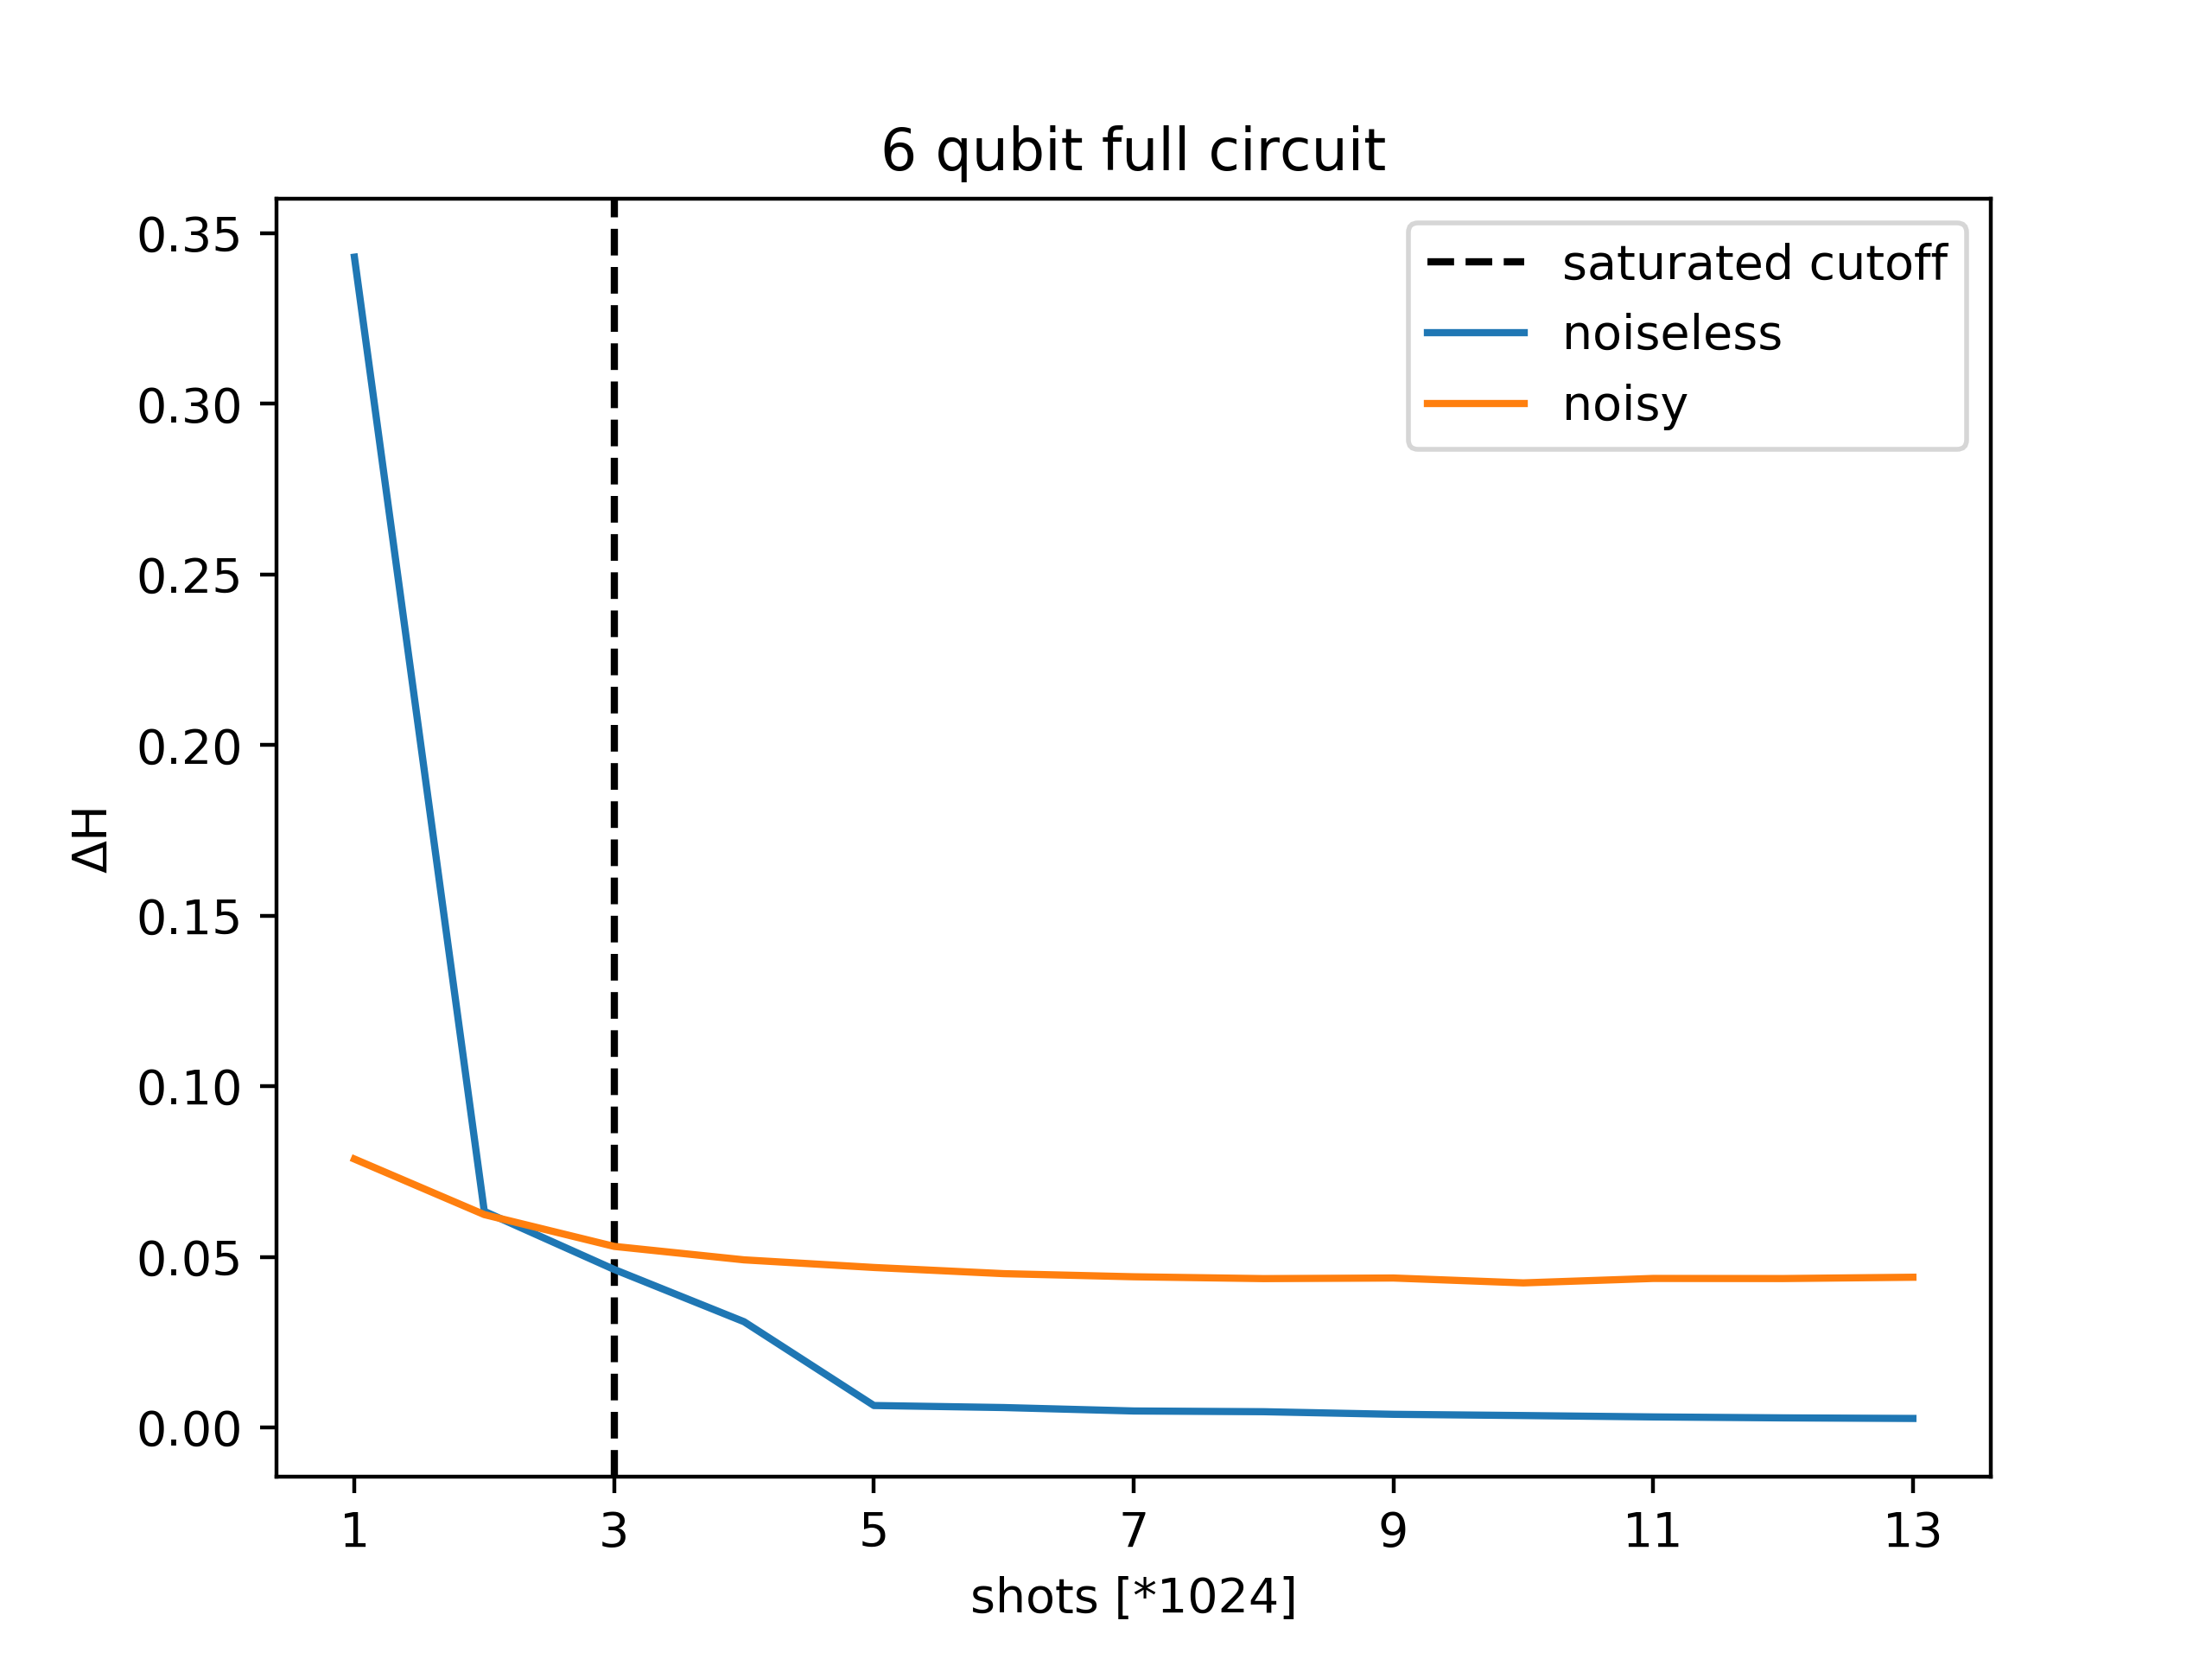 6 qubit full circuit
0.35
0.30
0.25
0.20
0.15
0.10
0.05
0.00
ΔH
saturated cutoff
noiseless
noisy
1 3 5 7 9 11 13
shots [*1024]